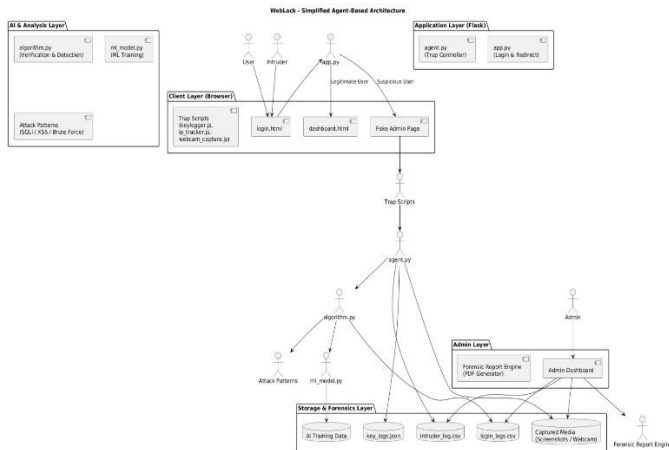 WebLock - Simplified Agent-Based Architecture
AI & Analysis Layer
algorithm.py
(Verification & Detection)
ml_model.py
(ML Training)
Attack Patterns
(SQLi / XSS / Brute Force)
User
Intruder
app.py
Legitimate User
Suspicious User
Application Layer (Flask)
agent.py
(Trap Controller)
app.py
(Login & Redirect)
Client Layer (Browser)
Trap Scripts
(keylogger.js,
ip_tracker.js,
webcam_capture.js)
login.html
dashboard.html
Fake Admin Page
Trap Scripts
agent.py
algorithm.py
Attack Patterns
ml_model.py
Admin
Admin Layer
Forensic Report Engine
(PDF Generator)
Admin Dashboard
Storage & Forensics Layer
AI Training Data
key_logs.json
intruder_log.csv
login_logs.csv
Captured Media
(Screenshots / Webcam)
Forensic Report Engin